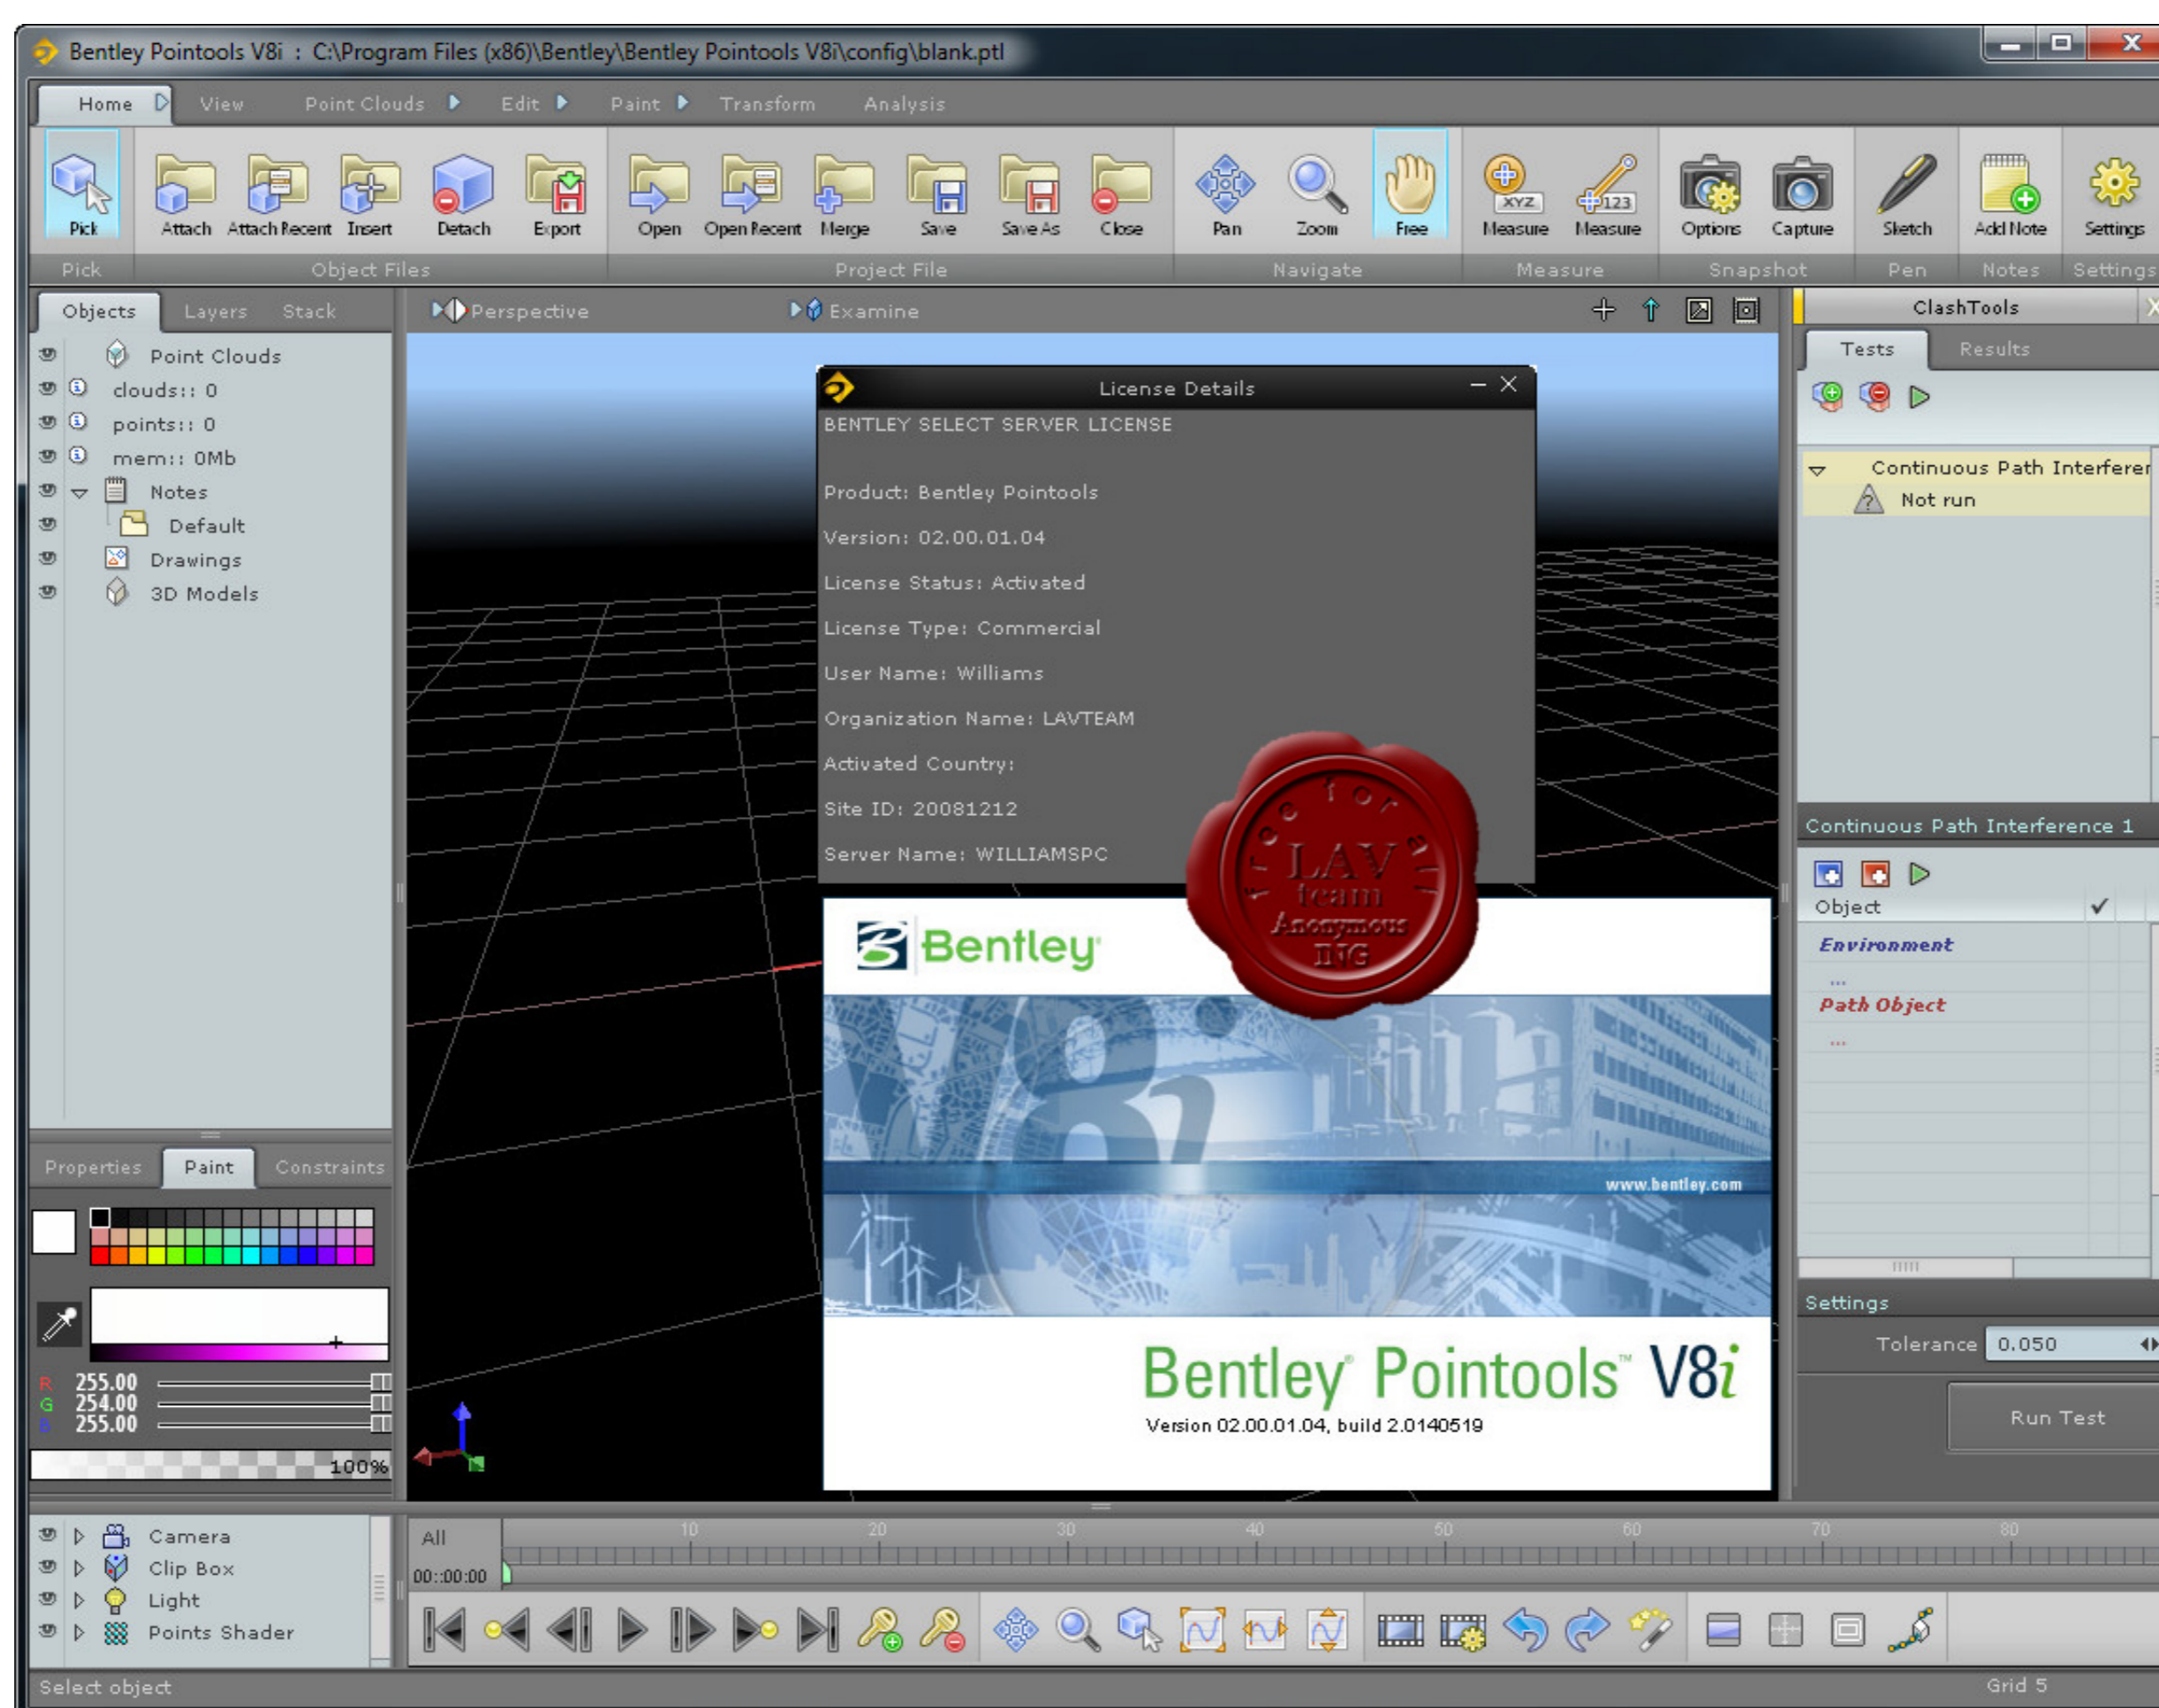 Bentley Pointools V8i : C:\Program Files (x86)\Bentley\Bentley Pointools V8i\config\blank.ptl
Home View Point Clouds Edit Paint Transform Analysis
XYZ 123
Pick Attach Attach Recent Insert Detach Export Open Open Recent Merge Save Save As Close Pan Zoom Free Measure Measure Options Capture Sketch Add Note Settings
Pick Object Files Project File Navigate Measure Snapshot Pen Notes Settings
Objects Layers Stack
Point Clouds
clouds:: 0
points:: 0
mem:: 0Mb
Notes
Default
Drawings
3D Models
Perspective Examine
License Details
BENTLEY SELECT SERVER LICENSE
Product: Bentley Pointools
Version: 02.00.01.04
License Status: Activated
License Type: Commercial
User Name: Williams
Organization Name: LAVTEAM
Activated Country:
Site ID: 20081212
Server Name: WILLIAMSPC
free for all
LAV
team
Anonymous
ING
Bentley
V8i
www.bentley.com
Bentley® Pointools™ V8i
Version 02.00.01.04, build 2.0140519
ClashTools
Tests Results
Continuous Path Interferen
Not run
Continuous Path Interference 1
Object
Environment
...
Path Object
...
Settings
Tolerance 0.050
Run Test
Properties Paint Constraints
R 255.00
G 254.00
B 255.00
100%
Camera
Clip Box
Light
Points Shader
All 10 20 30 40 50 60 70 80
00::00:00
Select object Grid 5